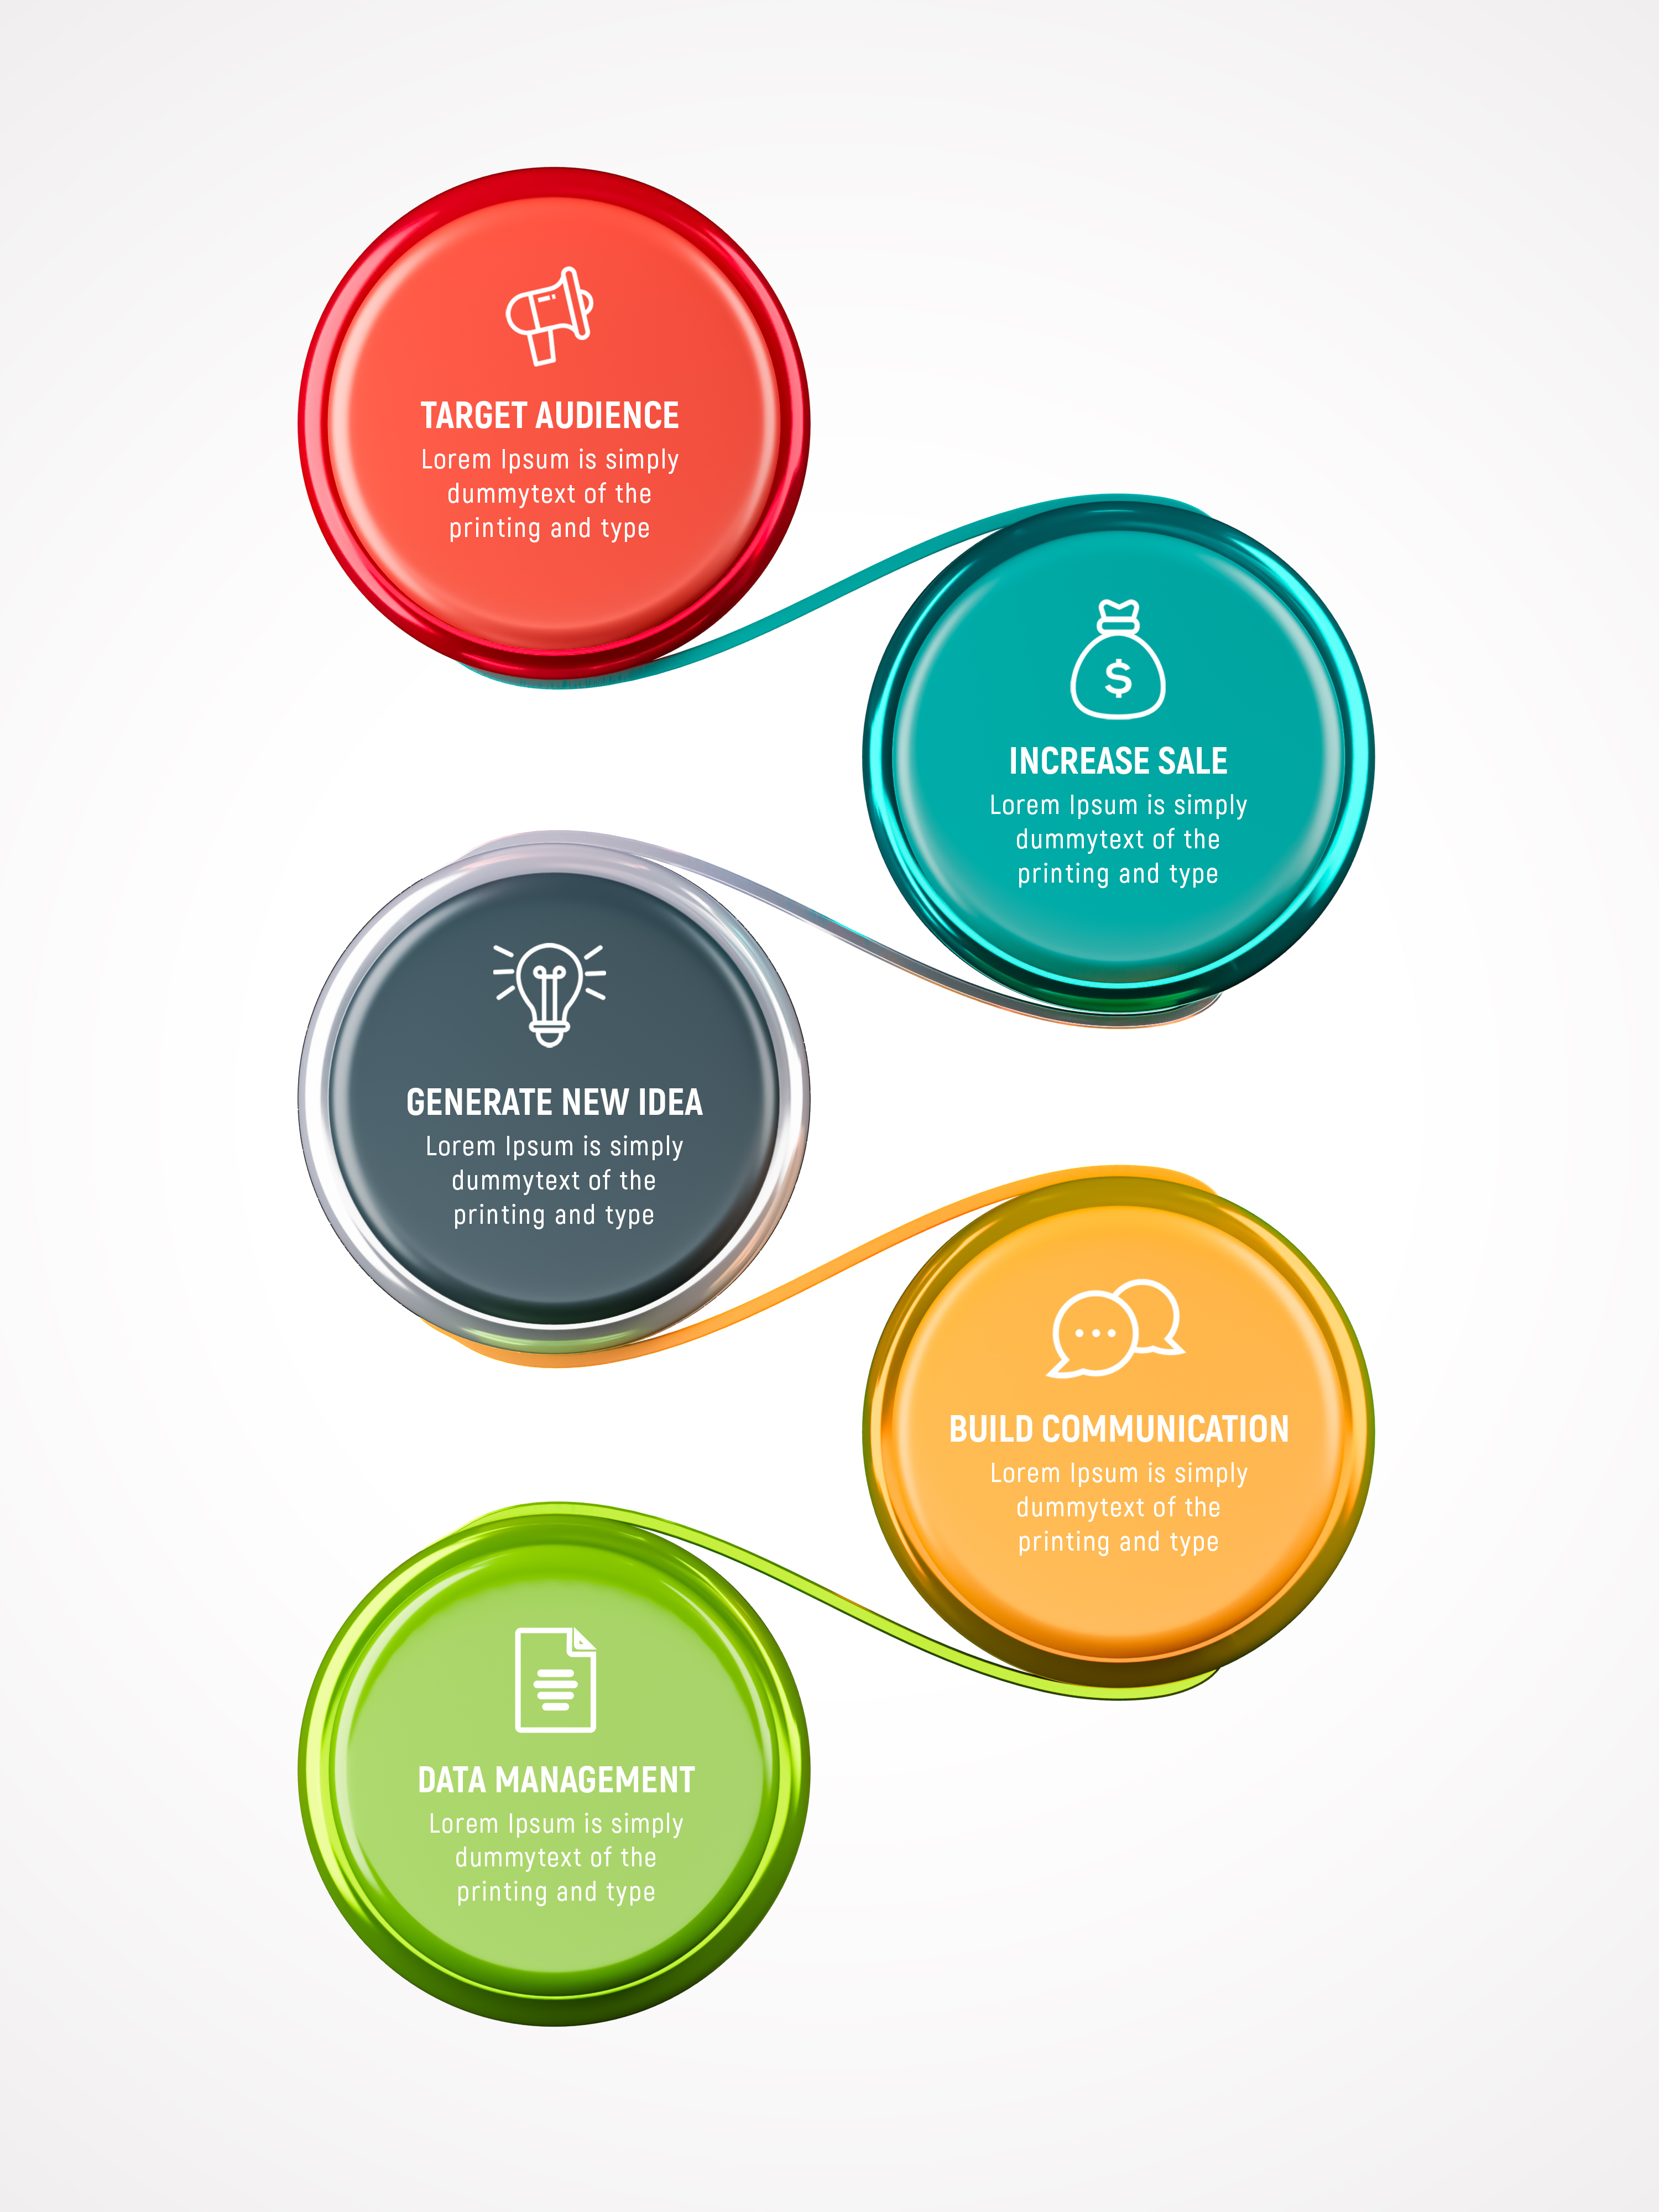 TARGET AUDIENCE
Lorem Ipsum is simply
dummytext of the
printing and type
$
INCREASE SALE
Lorem Ipsum is simply
dummytext of the
printing and type
GENERATE NEW IDEA
Lorem Ipsum is simply
dummytext of the
printing and type
BUILD COMMUNICATION
Lorem Ipsum is simply
dummytext of the
printing and type
DATA MANAGEMENT
Lorem Ipsum is simply
dummytext of the
printing and type